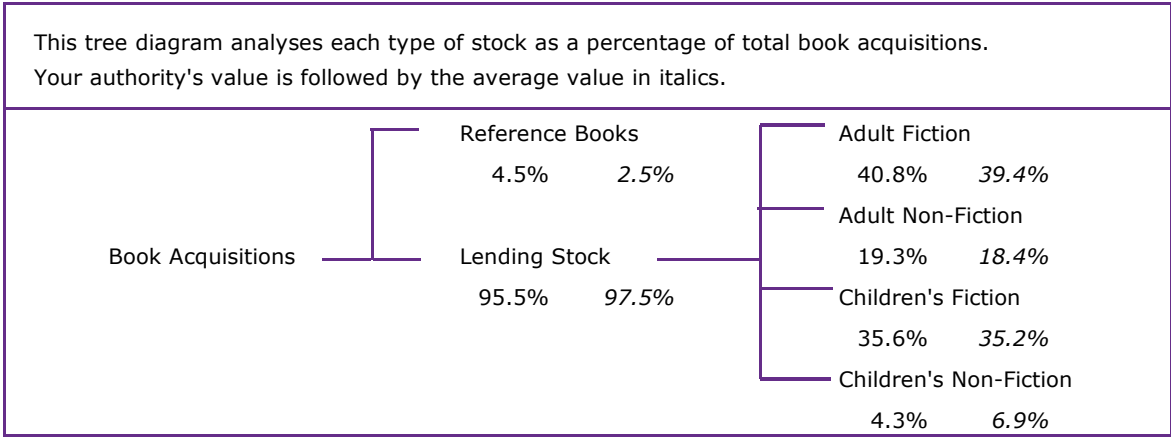 This tree diagram analyses each type of stock as a percentage of total book acquisitions.
Your authority's value is followed by the average value in italics.
Reference Books
4.5% 2.5%
Book Acquisitions
Lending Stock
95.5% 97.5%
Adult Fiction
40.8% 39.4%
Adult Non-Fiction
19.3% 18.4%
Children's Fiction
35.6% 35.2%
Children's Non-Fiction
4.3% 6.9%